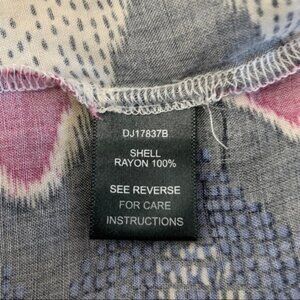 DJ17837B
SHELL
RAYON 100%
SEE REVERSE
FOR CARE
INSTRUCTIONS